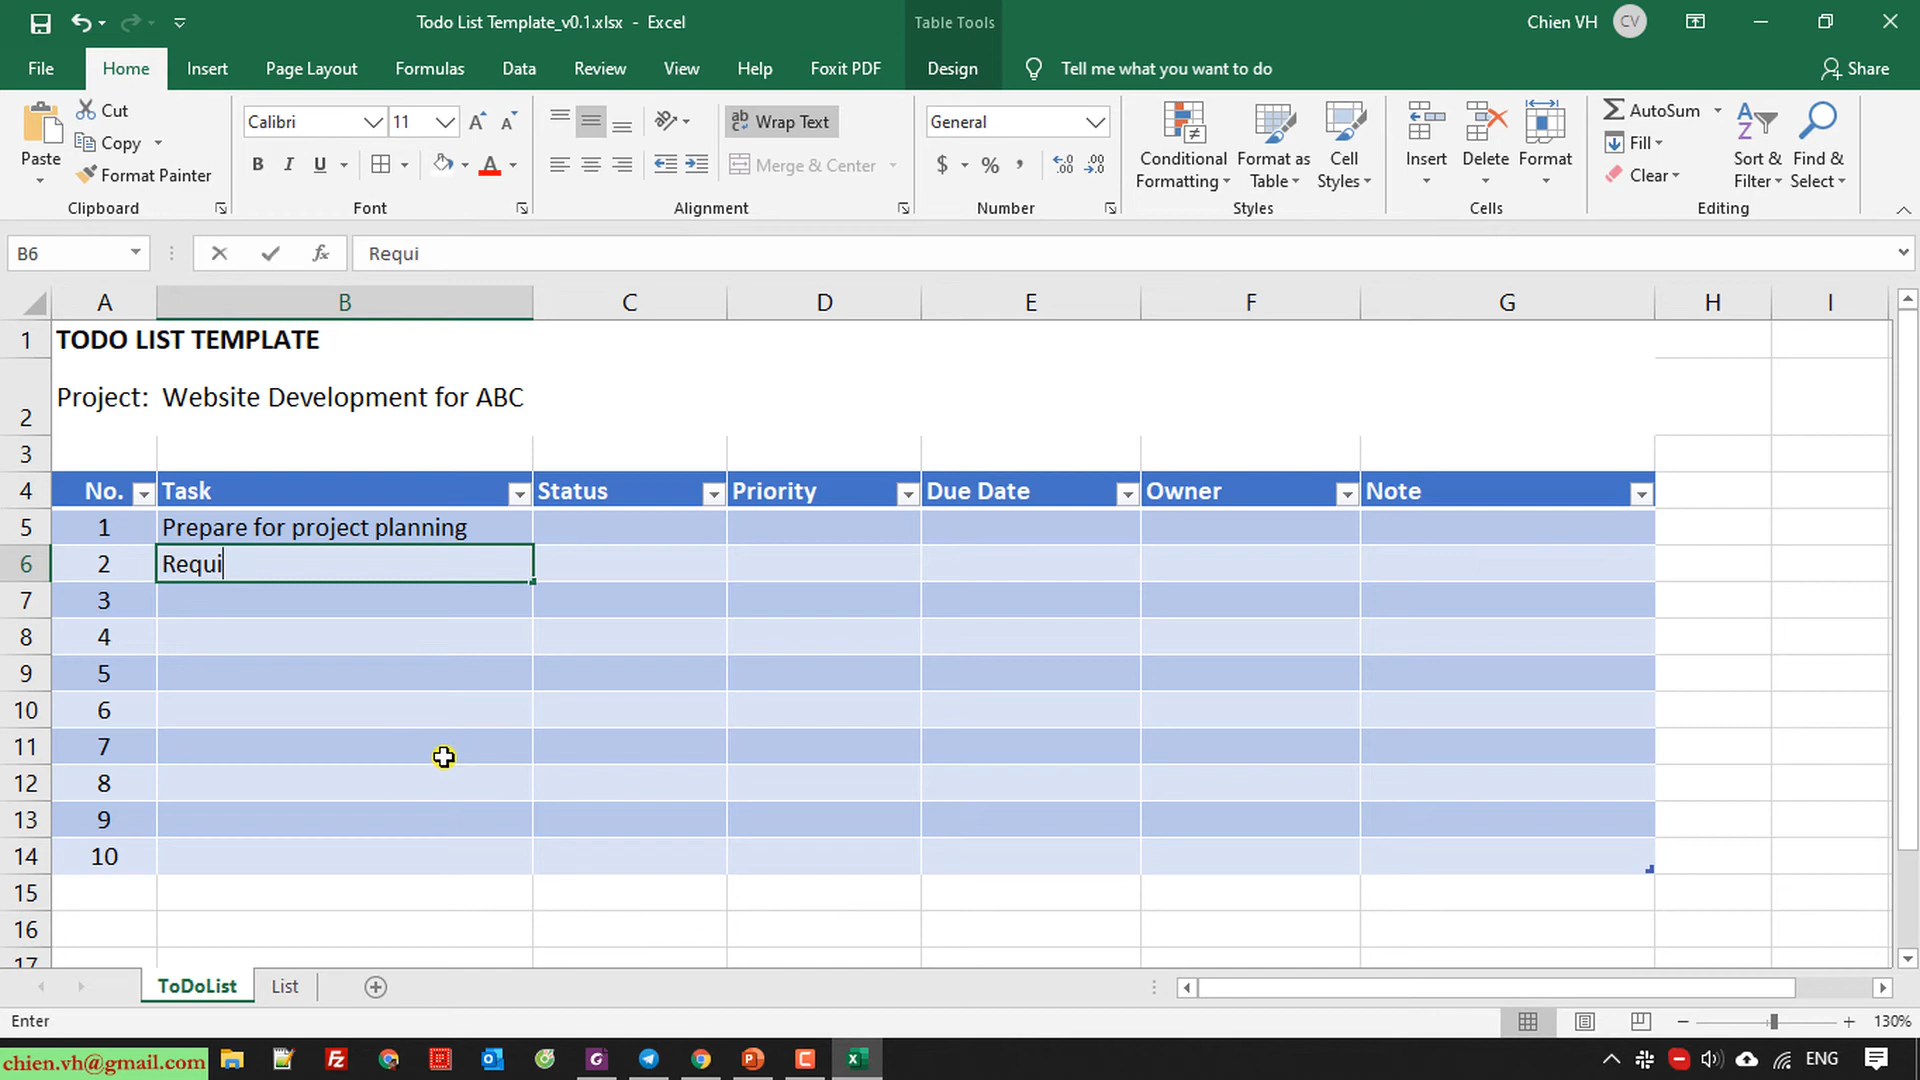 Todo List Template_v0.1.xlsx - Excel
Table Tools
Chien VH
CV
File
Home
Insert
Page Layout
Formulas
Data
Review
View
Help
Foxit PDF
Design
Tell me what you want to do
Share
Paste
Cut
Copy
Format Painter
Clipboard
Calibri
11
B I U
Font
Wrap Text
Merge & Center
Alignment
General
$ % ,
Number
Conditional
Formatting
Format as
Table
Cell
Styles
Styles
Insert
Delete
Format
Cells
AutoSum
Fill
Clear
Sort &
Filter
Find &
Select
Editing
B6
fx
Requi
A B C D E F G H I
1 TODO LIST TEMPLATE
2 Project: Website Development for ABC
3
4 No. Task Status Priority Due Date Owner Note
5 1 Prepare for project planning
6 2 Requi
7 3
8 4
9 5
10 6
11 7
12 8
13 9
14 10
15
16
17
ToDoList
List
Enter
130%
chien.vh@gmail.com
ENG